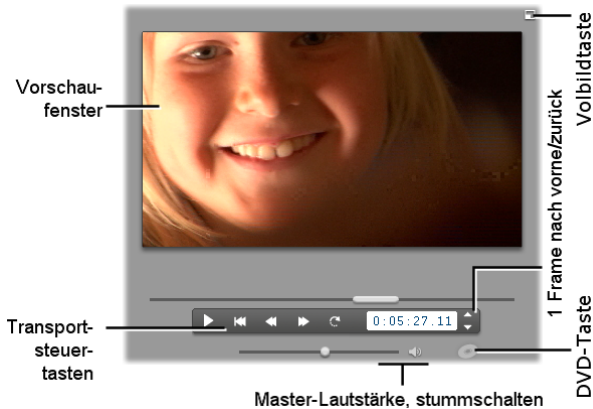 Vorschau-
fenster
Volbildtaste
1 Frame nach vorne/zurück
0:05:27.11
Transport-
steuer-
tasten
DVD-Taste
Master-Lautstärke, stummschalten